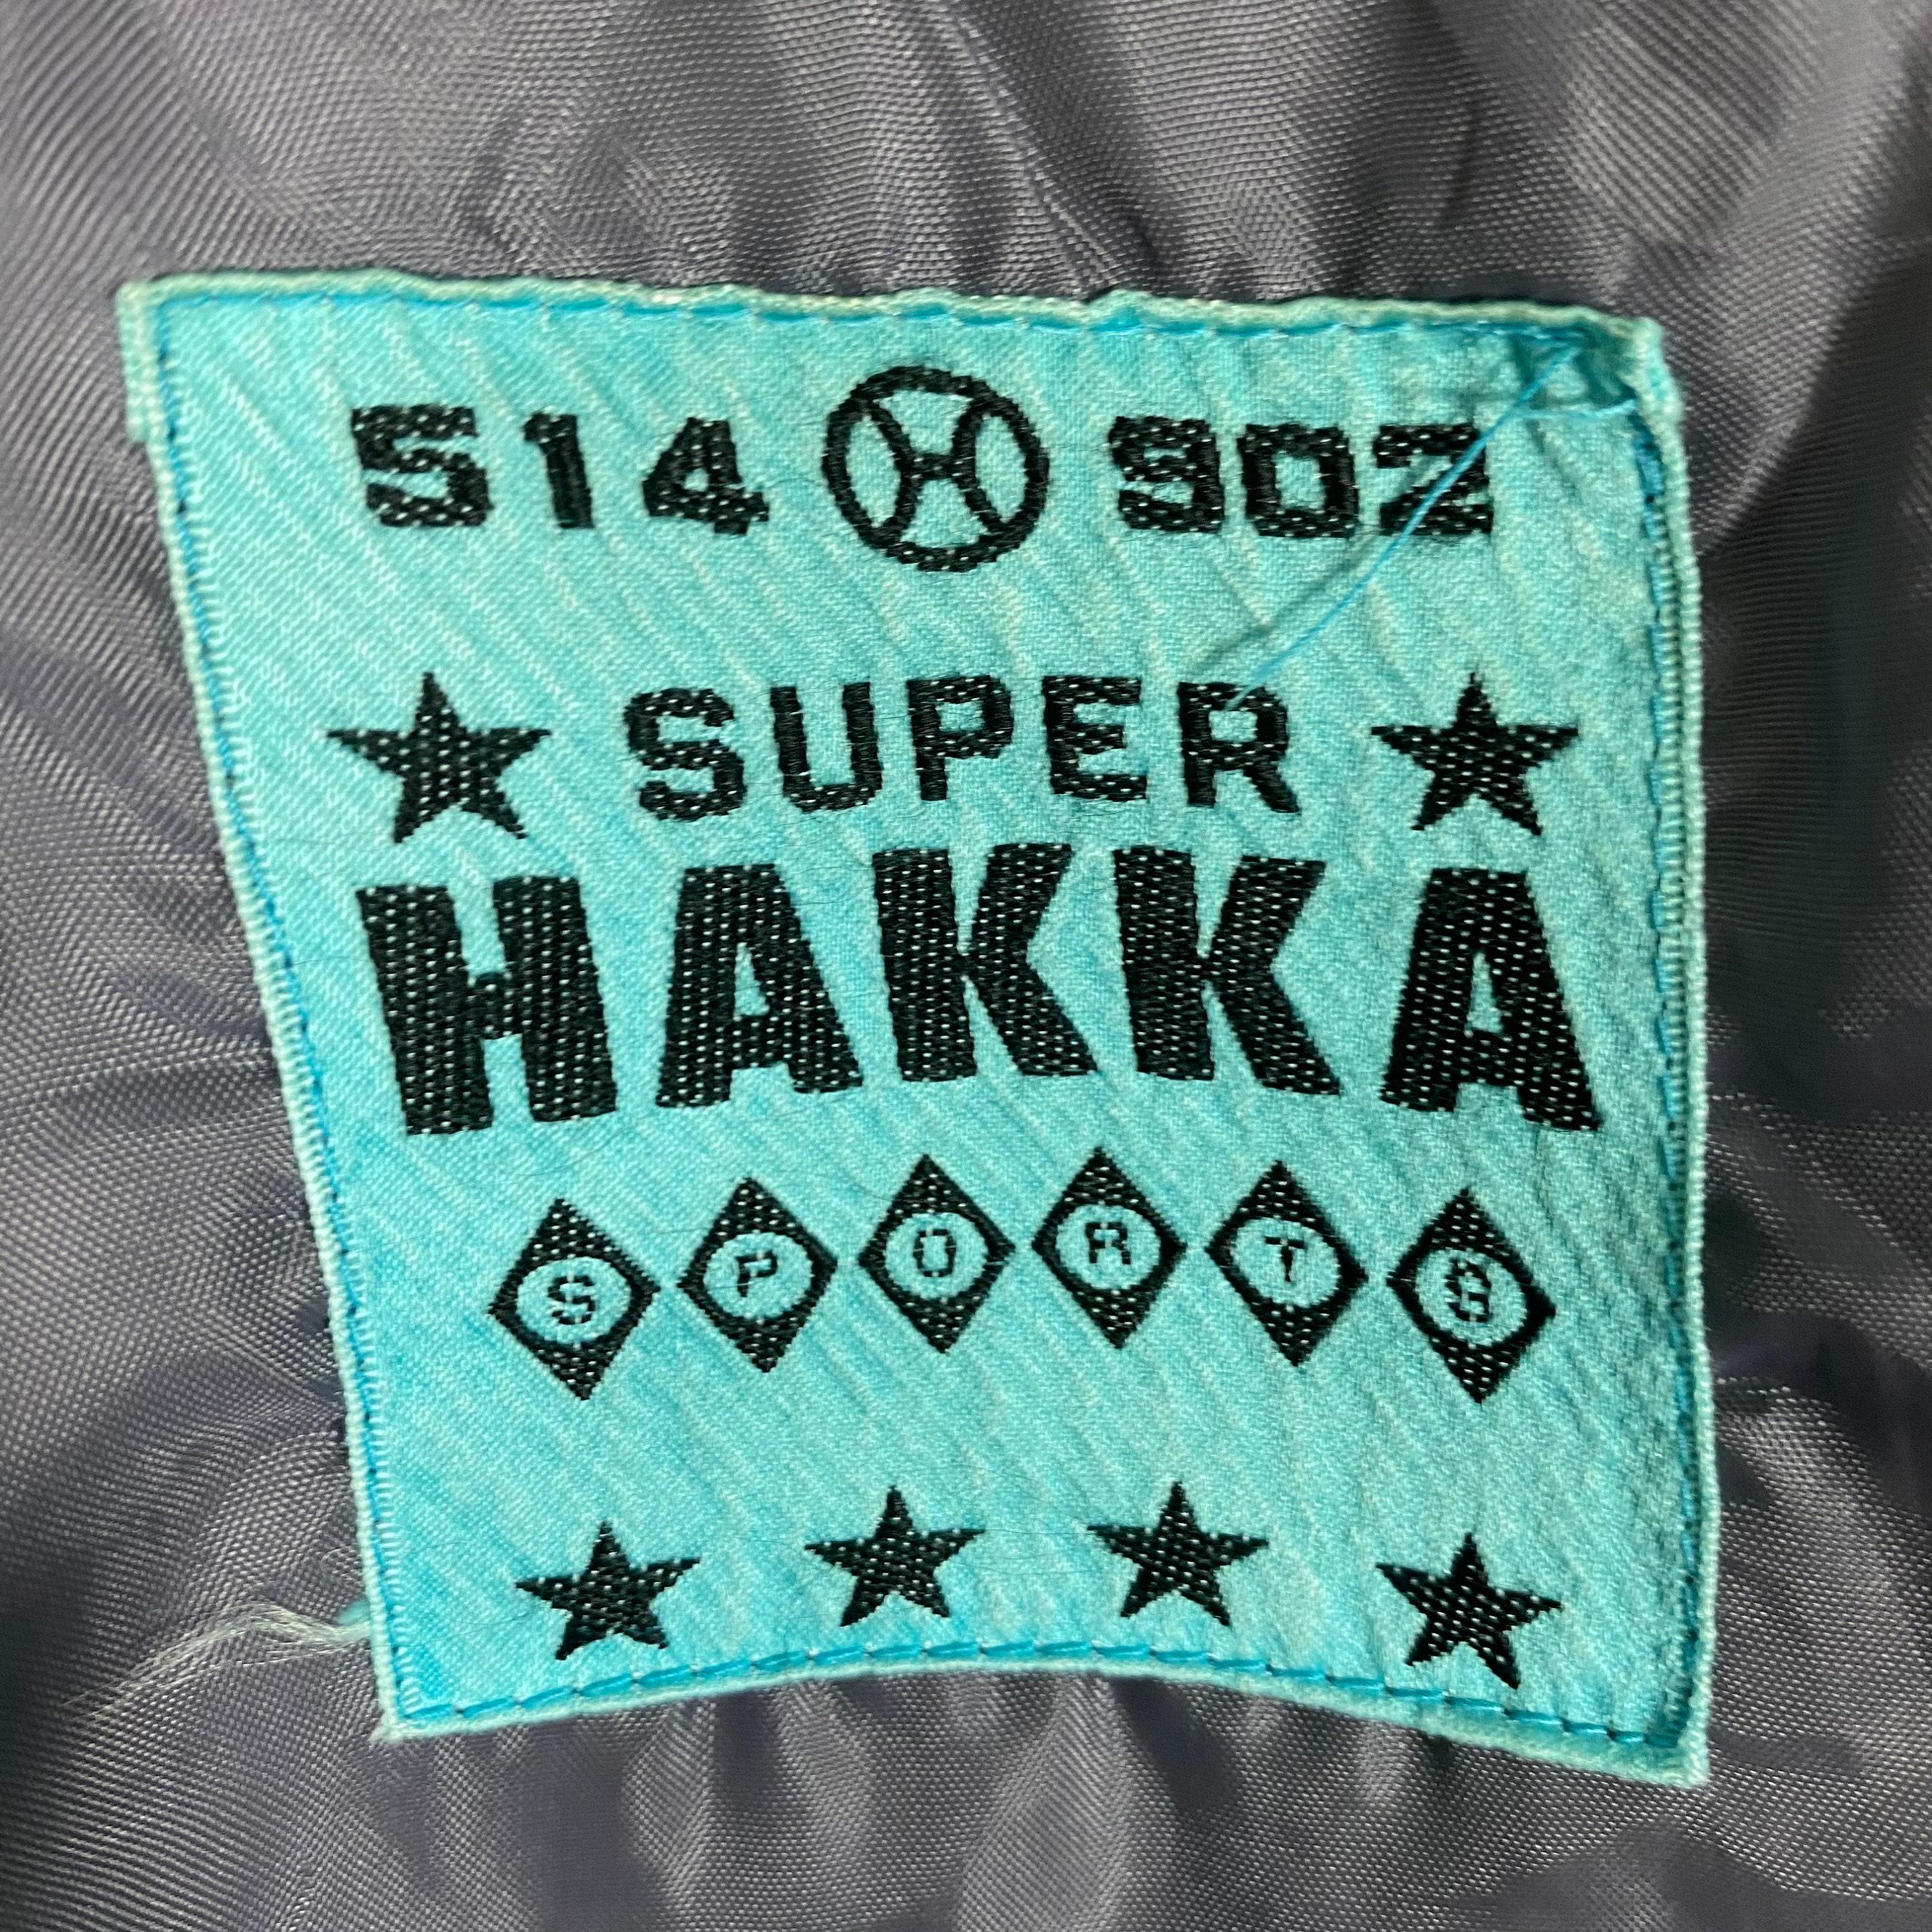 514 H 902
SUPER
HAKKA
SPORTS